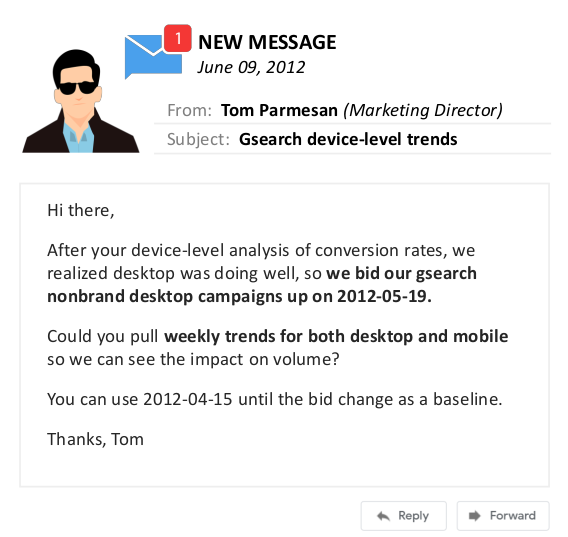 1
NEW MESSAGE
June 09, 2012
From: Tom Parmesan (Marketing Director)
Subject: Gsearch device-level trends
Hi there,
After your device-level analysis of conversion rates, we
realized desktop was doing well, so we bid our gsearch
nonbrand desktop campaigns up on 2012-05-19.
Could you pull weekly trends for both desktop and mobile
so we can see the impact on volume?
You can use 2012-04-15 until the bid change as a baseline.
Thanks, Tom
Reply Forward